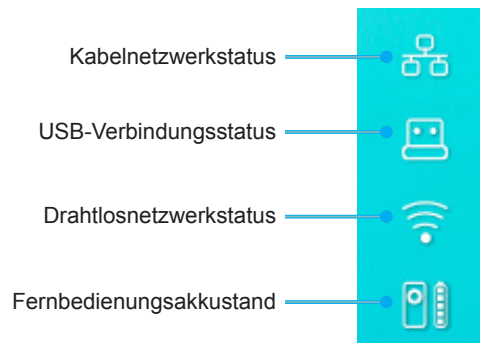 Kabelnetzwerkstatus
USB-Verbindungsstatus
Drahtlosnetzwerkstatus
Fernbedienungsakkustand